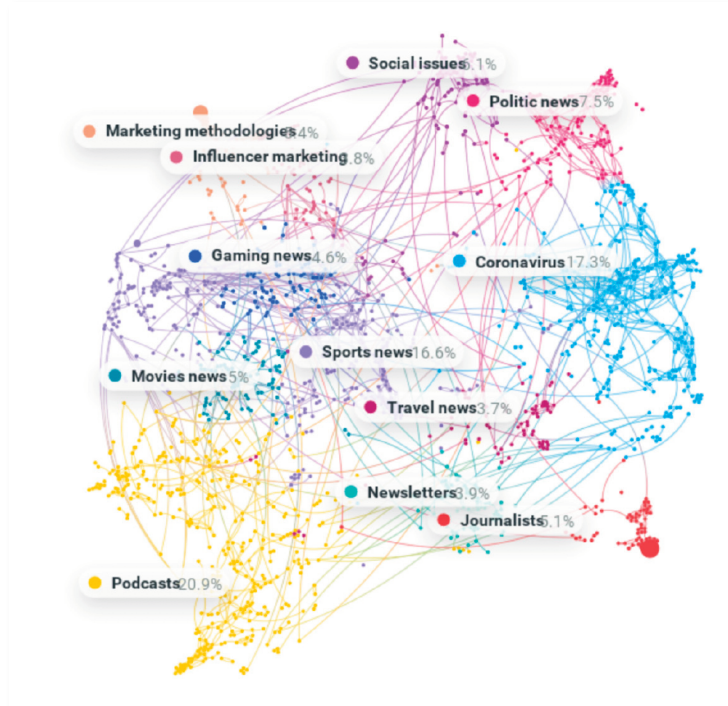 Social issues 6.1%
Politic news 7.5%
Marketing methodologies .4%
Influencer marketing .8%
Gaming news 4.6%
Coronavirus 17.3%
Sports news 16.6%
Movies news 5%
Travel news 3.7%
Newsletters 3.9%
Journalists 5.1%
Podcasts 20.9%